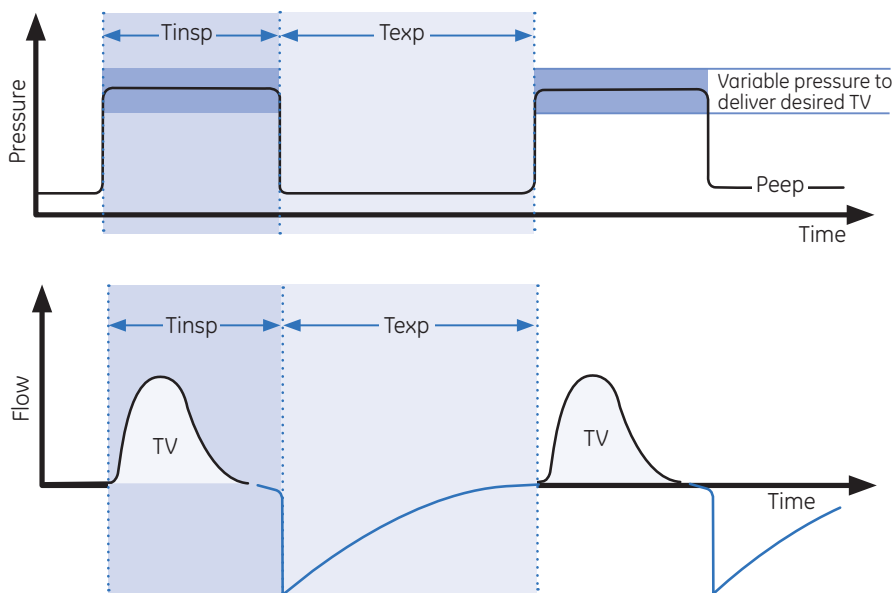 Tinsp
Texp
Pressure
Variable pressure to
deliver desired TV
Peep
Time
Tinsp
Texp
Flow
TV
TV
Time